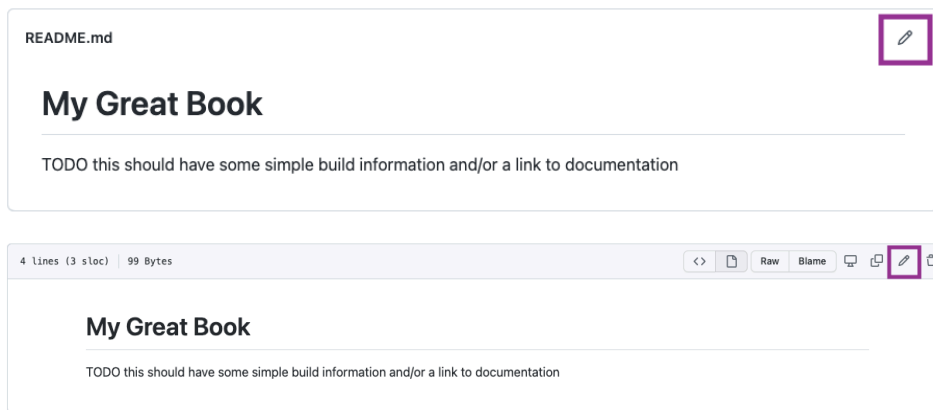 README.md
My Great Book
TODO this should have some simple build information and/or a link to documentation
4 lines (3 sloc) 99 Bytes
<> Raw Blame
My Great Book
TODO this should have some simple build information and/or a link to documentation